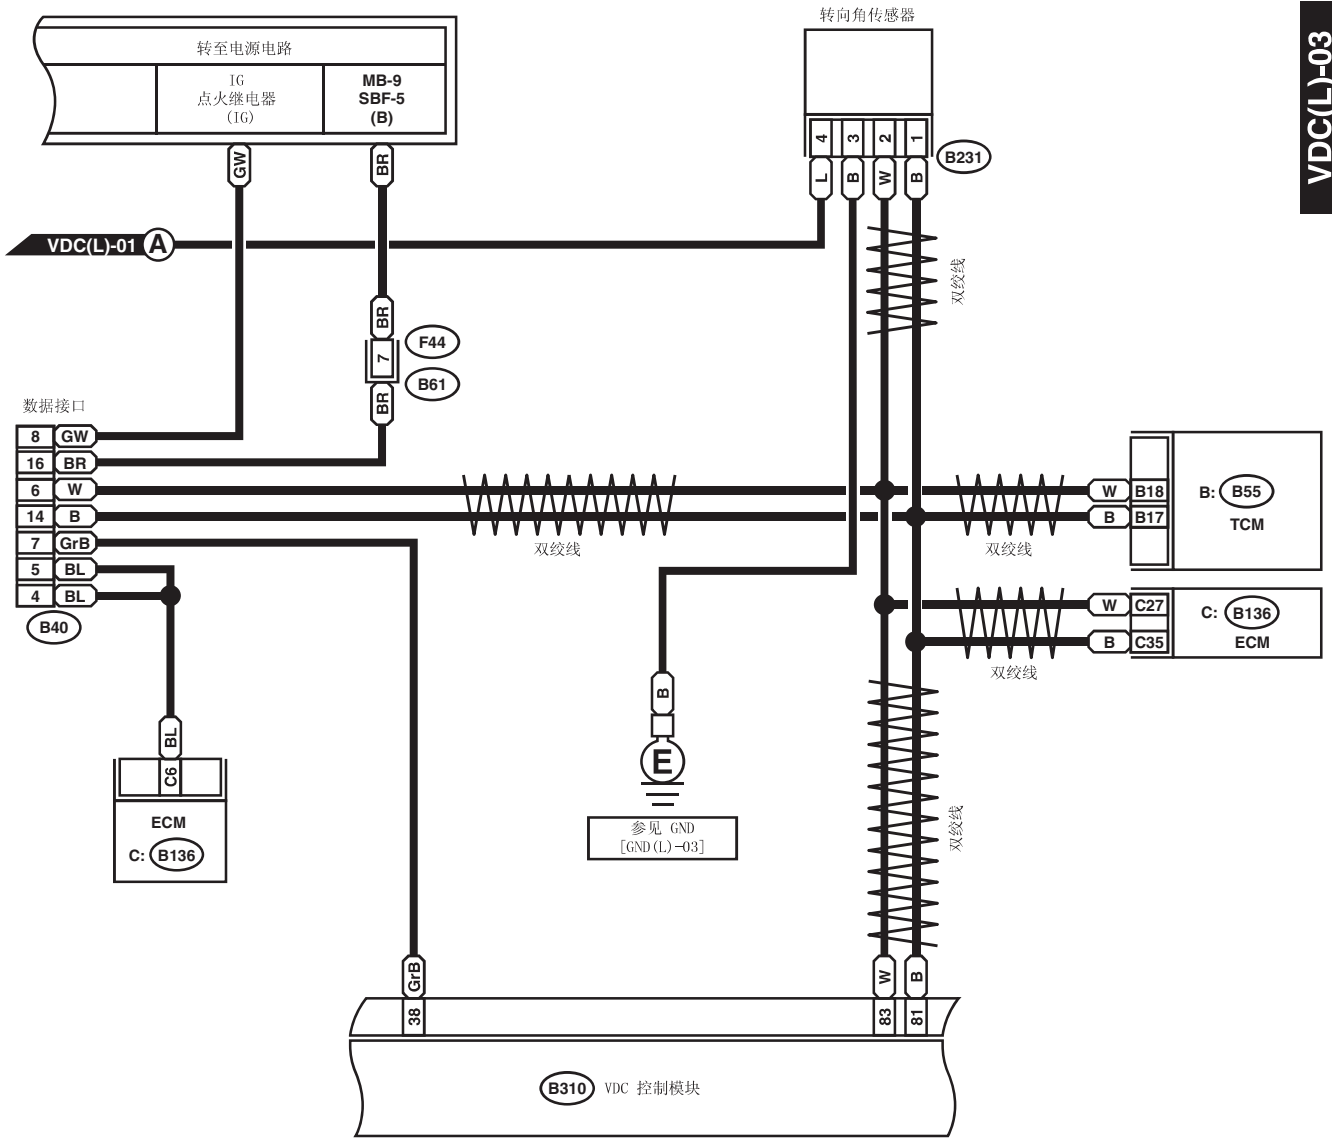 转向角传感器
VDC(L)-03
转至电源电路
IG
点火继电器
(IG)
MB-9
SBF-5
(B)
4
3
2
1
B231
GW
BR
L
B
W
B
VDC(L)-01
A
双绞线
BR
7
F44
B61
BR
数据接口
8 GW
16 BR
6 W
14 B
7 GrB
5 BL
4 BL
B40
双绞线
双绞线
W B18
B B17
B: B55
TCM
W C27
B C35
C: B136
ECM
双绞线
B
E
参见 GND
[GND(L)-03]
BL
C6
ECM
C: B136
双绞线
GrB
W
B
38
83
81
B310 VDC 控制模块